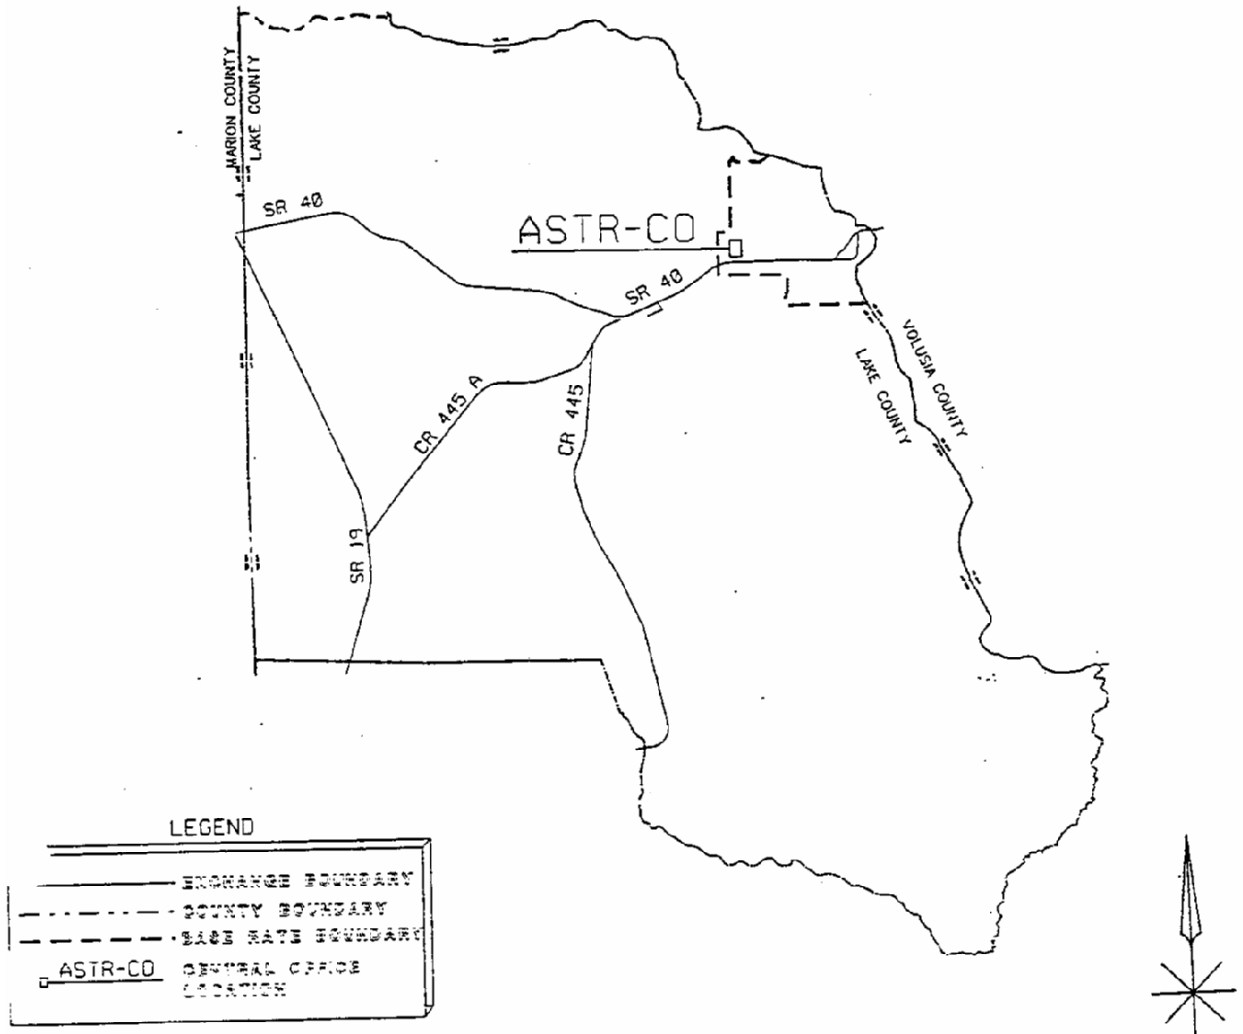 MARION COUNTY
LAKE COUNTY
SR 40
ASTR-CO
SR 40
VOLUSIA COUNTY
LAKE COUNTY
CR 445 A
CR 445
SR 19
LEGEND
EXCHANGE BOUNDARY
COUNTY BOUNDARY
BASE RATE BOUNDARY
ASTR-CO CENTRAL OFFICE
LOCATION